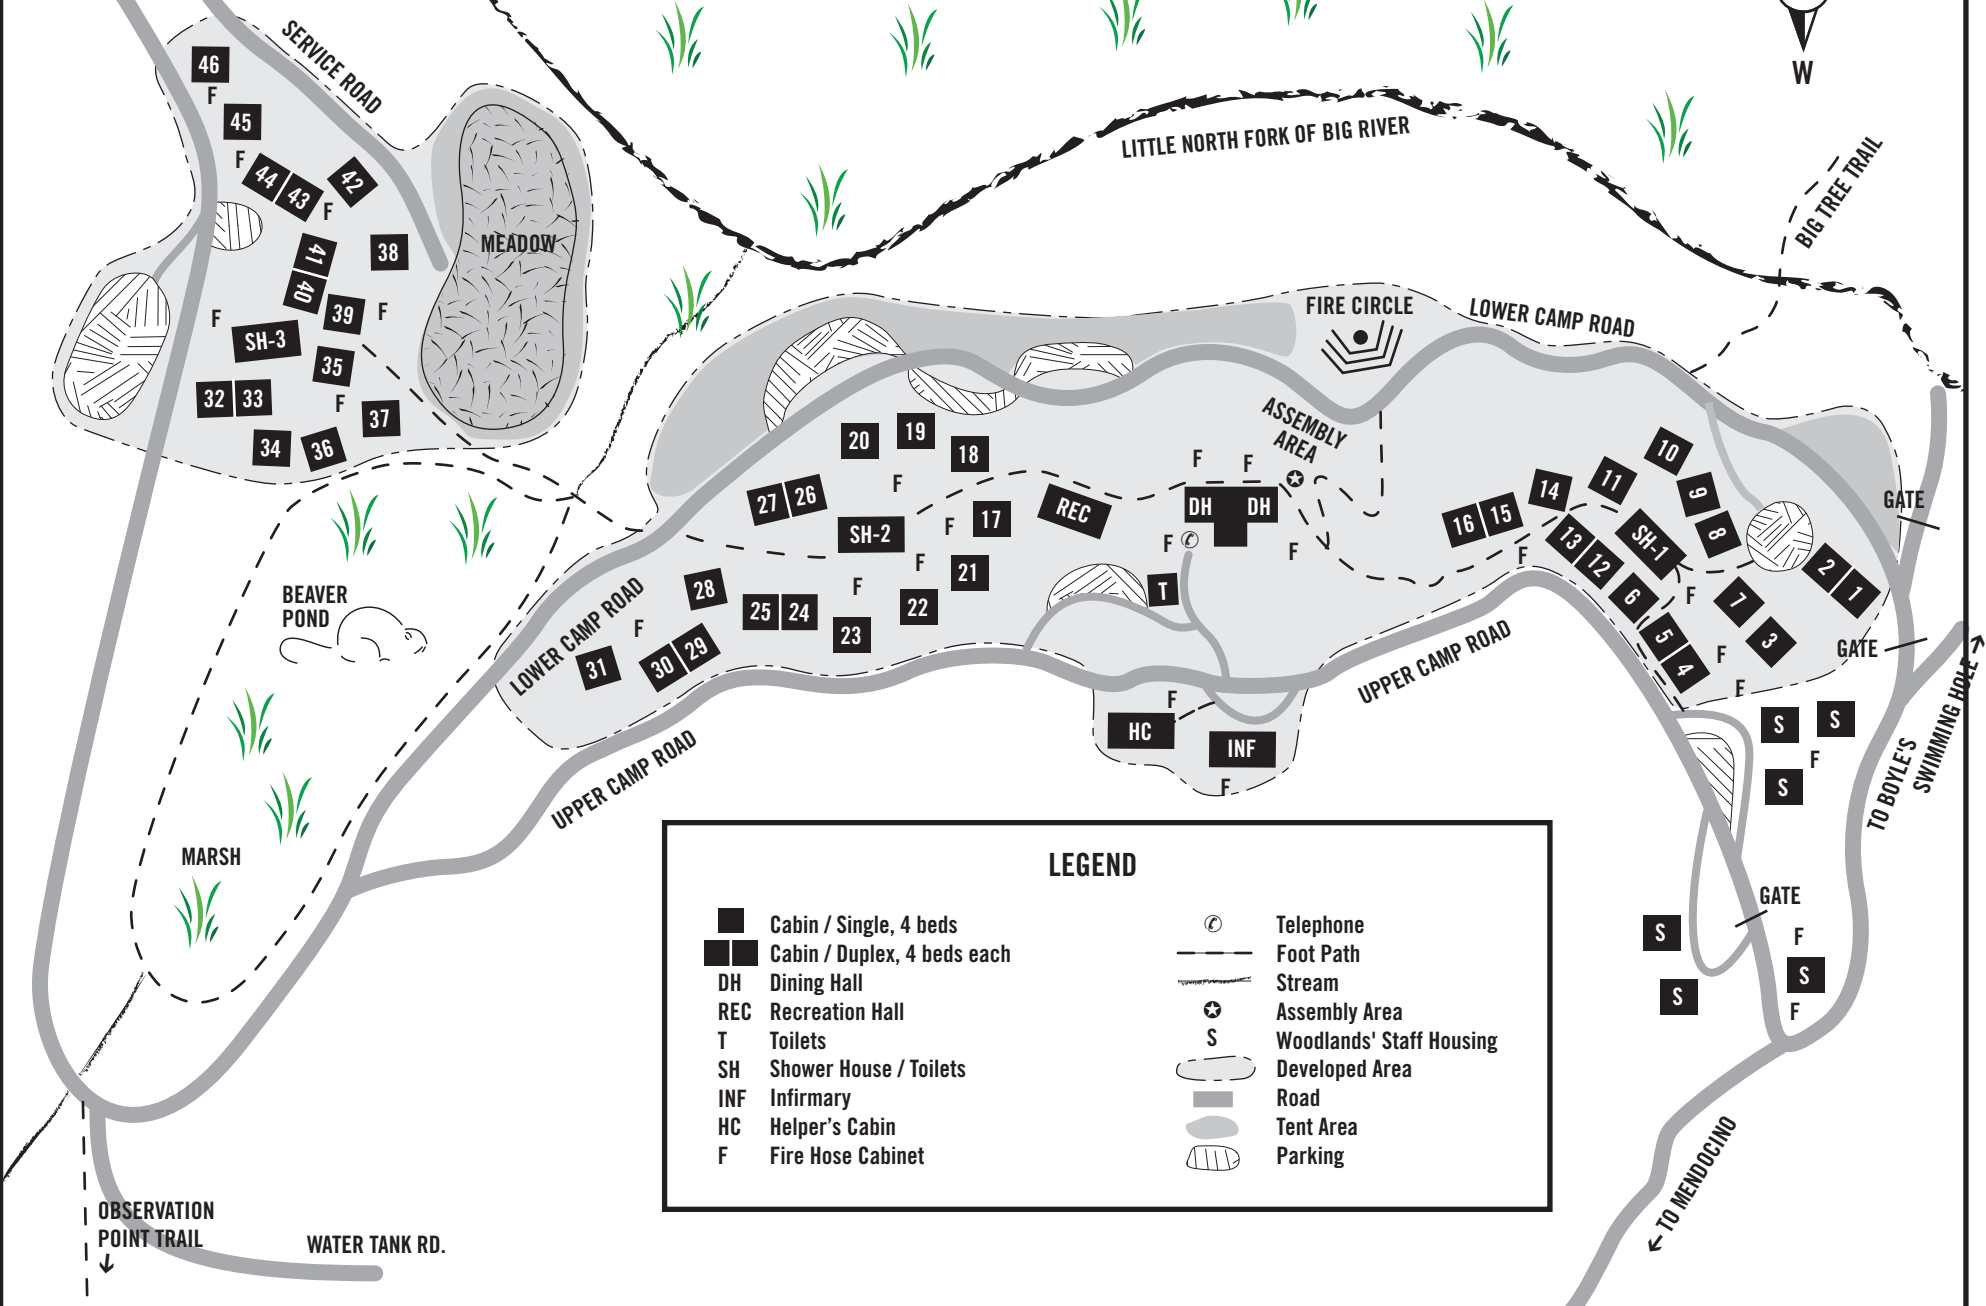 W
SERVICE ROAD
46
F
45
F
44
43
42
F
MEADOW
41
40
38
39
F
F
SH-3
35
32
33
F
37
34
36
LITTLE NORTH FORK OF BIG RIVER
BIG TREE TRAIL
FIRE CIRCLE
LOWER CAMP ROAD
ASSEMBLY
AREA
20
19
18
F
27
26
SH-2
F
17
REC
F
F
DH
DH
F
F
T
F
21
F
28
25
24
22
23
F
31
30
29
LOWER CAMP ROAD
UPPER CAMP ROAD
BEAVER
POND
MARSH
10
11
14
9
16
15
8
13
12
SH-1
F
2
1
6
F
7
5
3
4
F
F
GATE
GATE
UPPER CAMP ROAD
F
HC
INF
F
S
S
F
S
TO BOYLE'S
SWIMMING HOLE
GATE
S
F
S
S
F
TO MENDOCINO
OBSERVATION
POINT TRAIL
WATER TANK RD.
LEGEND
Cabin / Single, 4 beds
Cabin / Duplex, 4 beds each
DH Dining Hall
REC Recreation Hall
T Toilets
SH Shower House / Toilets
INF Infirmary
HC Helper's Cabin
F Fire Hose Cabinet
Telephone
Foot Path
Stream
Assembly Area
S Woodlands' Staff Housing
Developed Area
Road
Tent Area
Parking